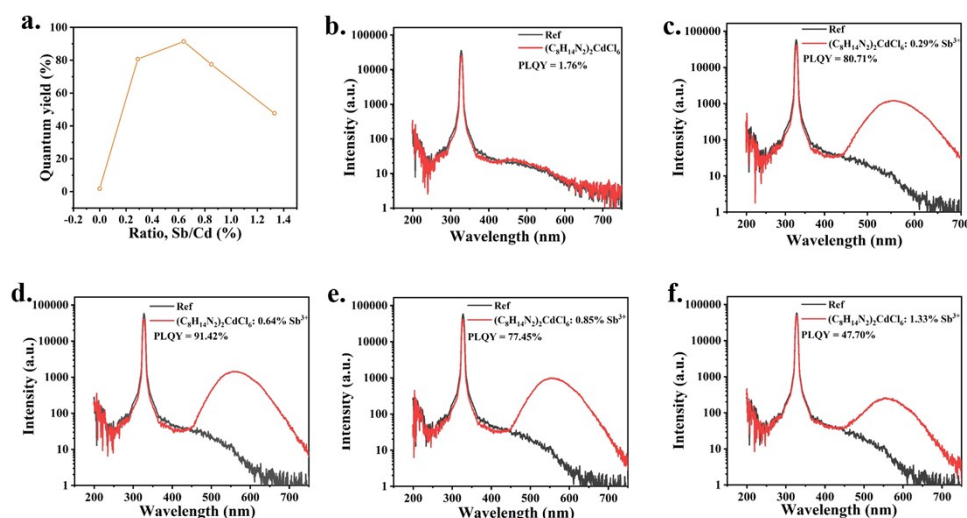 a.
Quantum yield (%)
100
80
60
40
20
0
-0.2 0.0 0.2 0.4 0.6 0.8 1.0 1.2 1.4
Ratio, Sb/Cd (%)
b.
Intensity (a.u.)
100000
10000
1000
100
10
1
Ref
(C₈H₁₄N₂)₂CdCl₆
PLQY = 1.76%
200 300 400 500 600 700
Wavelength (nm)
c.
Intensity (a.u.)
10000
1000
100
10
1
Ref
(C₈H₁₄N₂)₂CdCl₆: 0.29% Sb³⁺
PLQY = 80.71%
200 300 400 500 600 700
Wavelength (nm)
d.
Intensity (a.u.)
100000
10000
1000
100
10
1
Ref
(C₈H₁₄N₂)₂CdCl₆: 0.64% Sb³⁺
PLQY = 91.42%
200 300 400 500 600 700
Wavelength (nm)
e.
Intensity (a.u.)
100000
10000
1000
100
10
1
Ref
(C₈H₁₄N₂)₂CdCl₆: 0.85% Sb³⁺
PLQY = 77.45%
200 300 400 500 600 700
Wavelength (nm)
f.
Intensity (a.u.)
100000
10000
1000
100
10
1
Ref
(C₈H₁₄N₂)₂CdCl₆: 1.33% Sb³⁺
PLQY = 47.70%
200 300 400 500 600 700
Wavelength (nm)